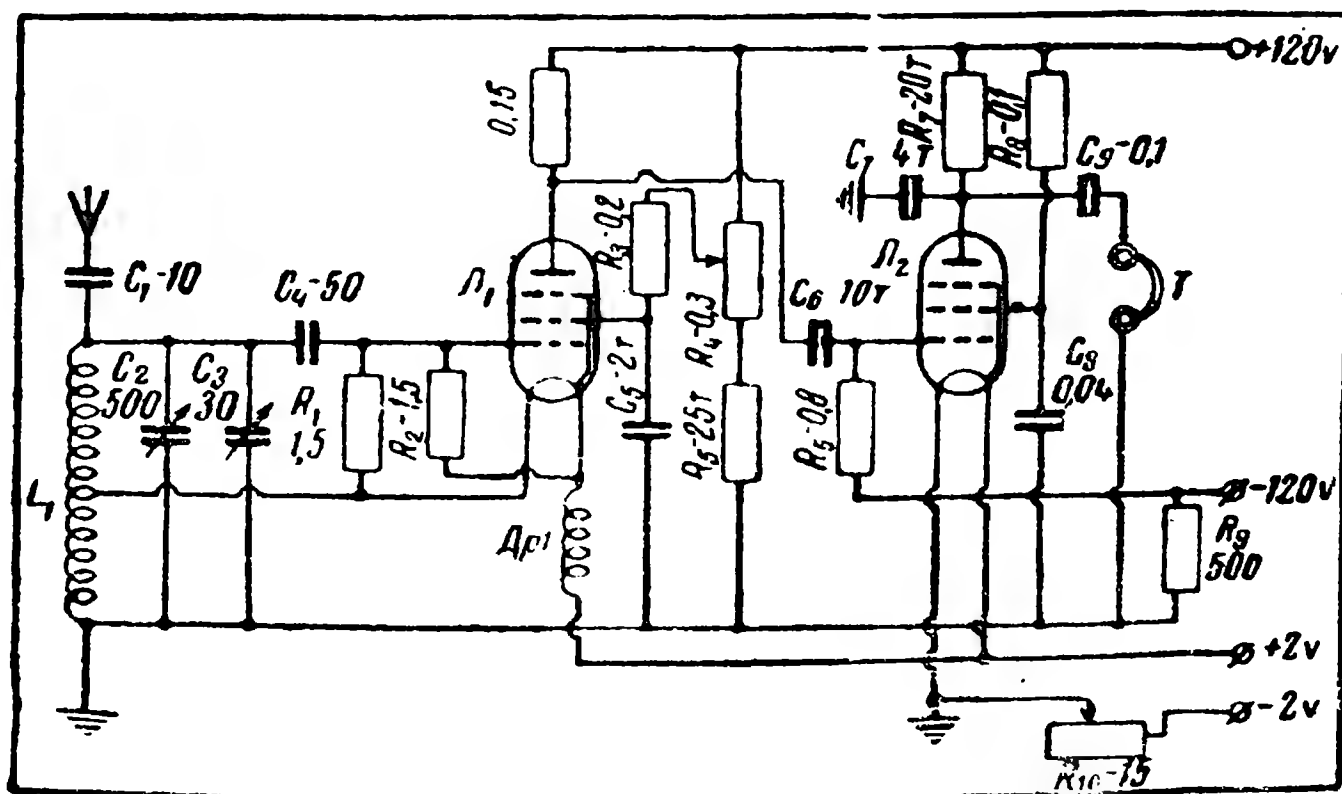 +120v
0,15
R₇-20т
R₈-0,1
C₇
4т
C₉-0,1
C₁-10
C₄-50
Л₁
R₃-0,2
Л₂
R₄-0,3
C₆ 10т
Т
C₂
500
C₃
30
R₁
1,5
R₂-1,5
C₅-2т
R₅-25т
R₅-0,8
C₈
0,04
L₁
Др1
-120v
R₉
500
+2v
-2v
R₁₀-15